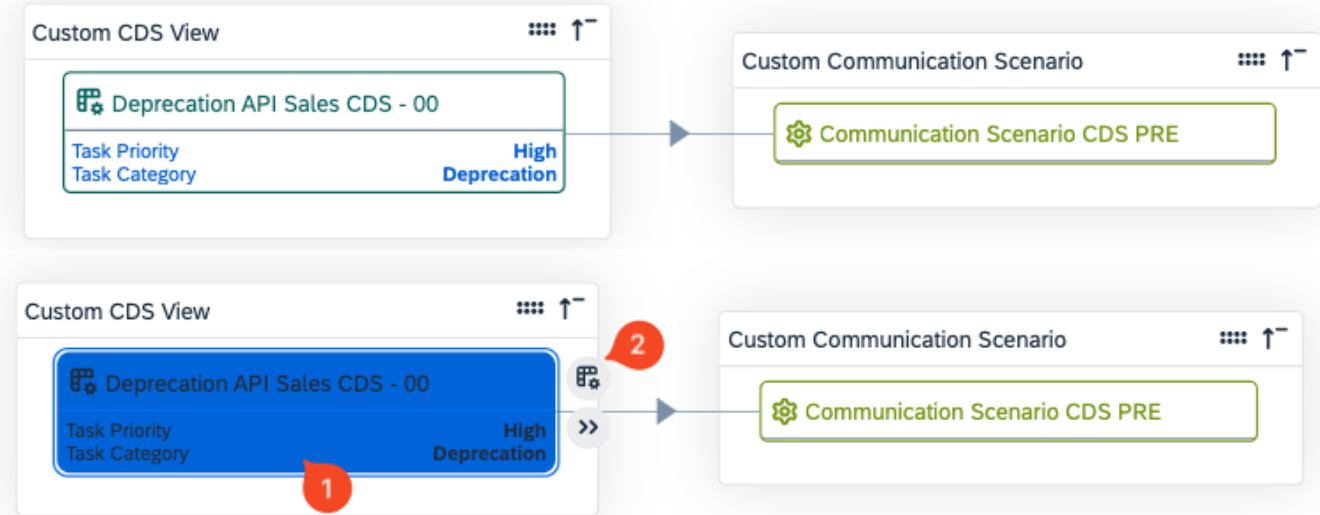 Custom CDS View
Deprecation API Sales CDS - 00
Task Priority High
Task Category Deprecation
Custom Communication Scenario
Communication Scenario CDS PRE
Custom CDS View
Deprecation API Sales CDS - 00
Task Priority High
Task Category Deprecation
1
2
Custom Communication Scenario
Communication Scenario CDS PRE